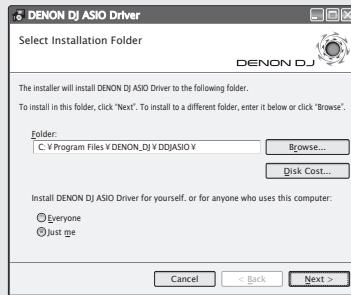 DENON DJ ASIO Driver
Select Installation Folder
DENON DJ
The installer will install DENON DJ ASIO Driver to the following folder.
To install in this folder, click "Next". To install to a different folder, enter it below or click "Browse".
Folder:
C: ¥ Program Files ¥ DENON_DJ ¥ DDJASIO ¥
Browse...
Disk Cost...
Install DENON DJ ASIO Driver for yourself. or for anyone who uses this computer:
Everyone
Just me
Cancel
< Back
Next >